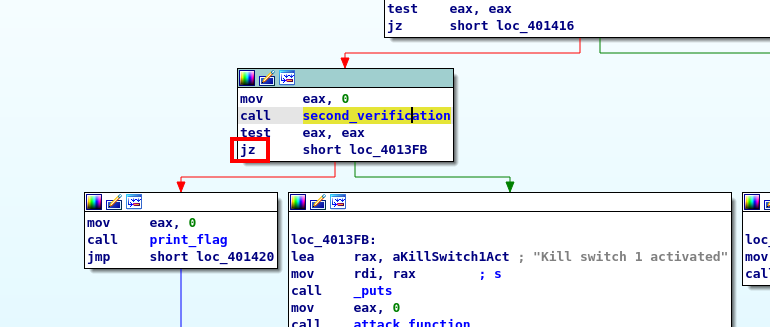 test    eax, eax
jz      short loc_401416
mov     eax, 0
call    second_verification
test    eax, eax
jz      short loc_4013FB
mov     eax, 0
call    print_flag
jmp     short loc_401420
loc_4013FB:
lea     rax, aKillSwitch1Act ; "Kill switch 1 activated"
mov     rdi, rax        ; s
call    _puts
mov     eax, 0
call    attack_function
loc_
mov
call